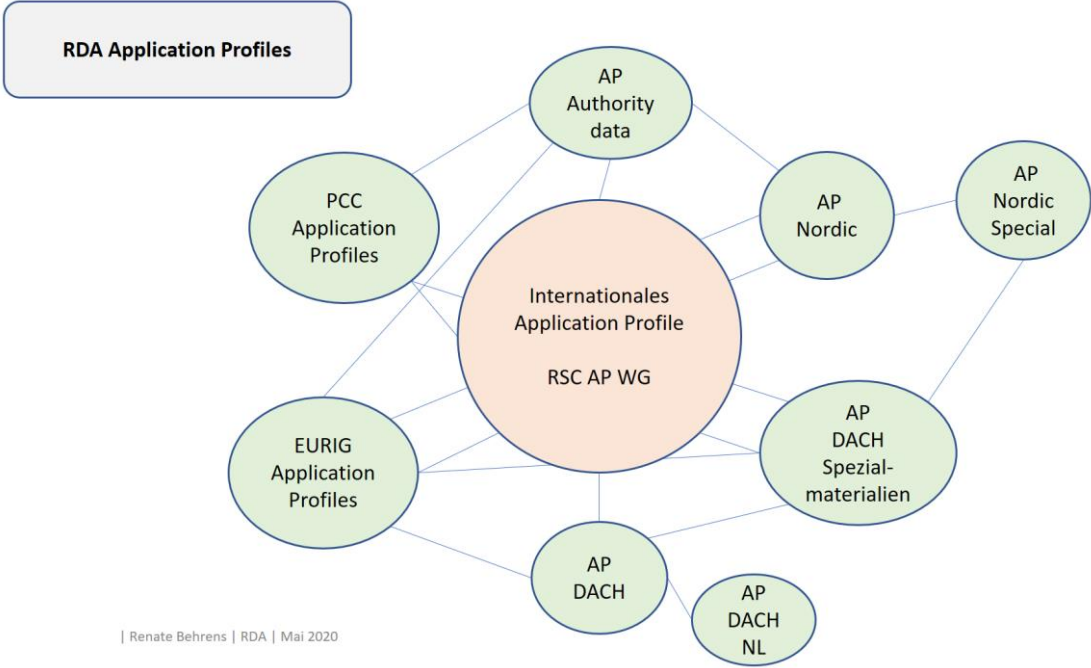 RDA Application Profiles
AP
Authority
data
PCC
Application
Profiles
AP
Nordic
AP
Nordic
Special
Internationales
Application Profile
RSC AP WG
EURIG
Application
Profiles
AP
DACH
Spezial-
materialien
AP
DACH
AP
DACH
NL
| Renate Behrens | RDA | Mai 2020